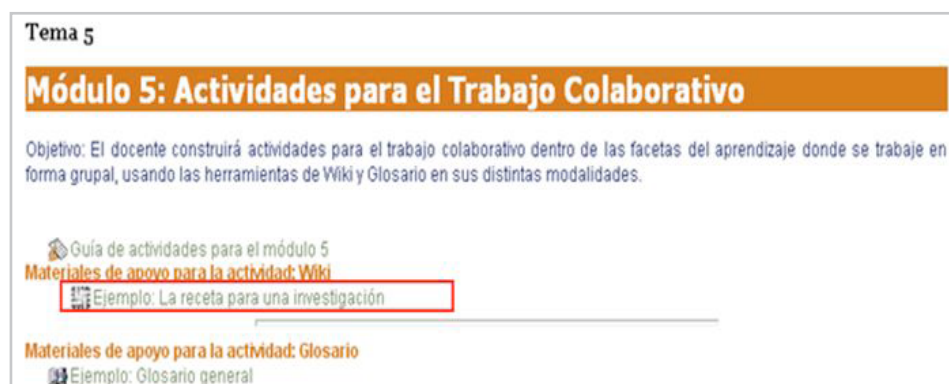 Tema 5
Módulo 5: Actividades para el Trabajo Colaborativo
Objetivo: El docente construirá actividades para el trabajo colaborativo dentro de las facetas del aprendizaje donde se trabaje en
forma grupal, usando las herramientas de Wiki y Glosario en sus distintas modalidades.
Guía de actividades para el módulo 5
Materiales de apoyo para la actividad: Wiki
Ejemplo: La receta para una investigación
Materiales de apoyo para la actividad: Glosario
Ejemplo: Glosario general